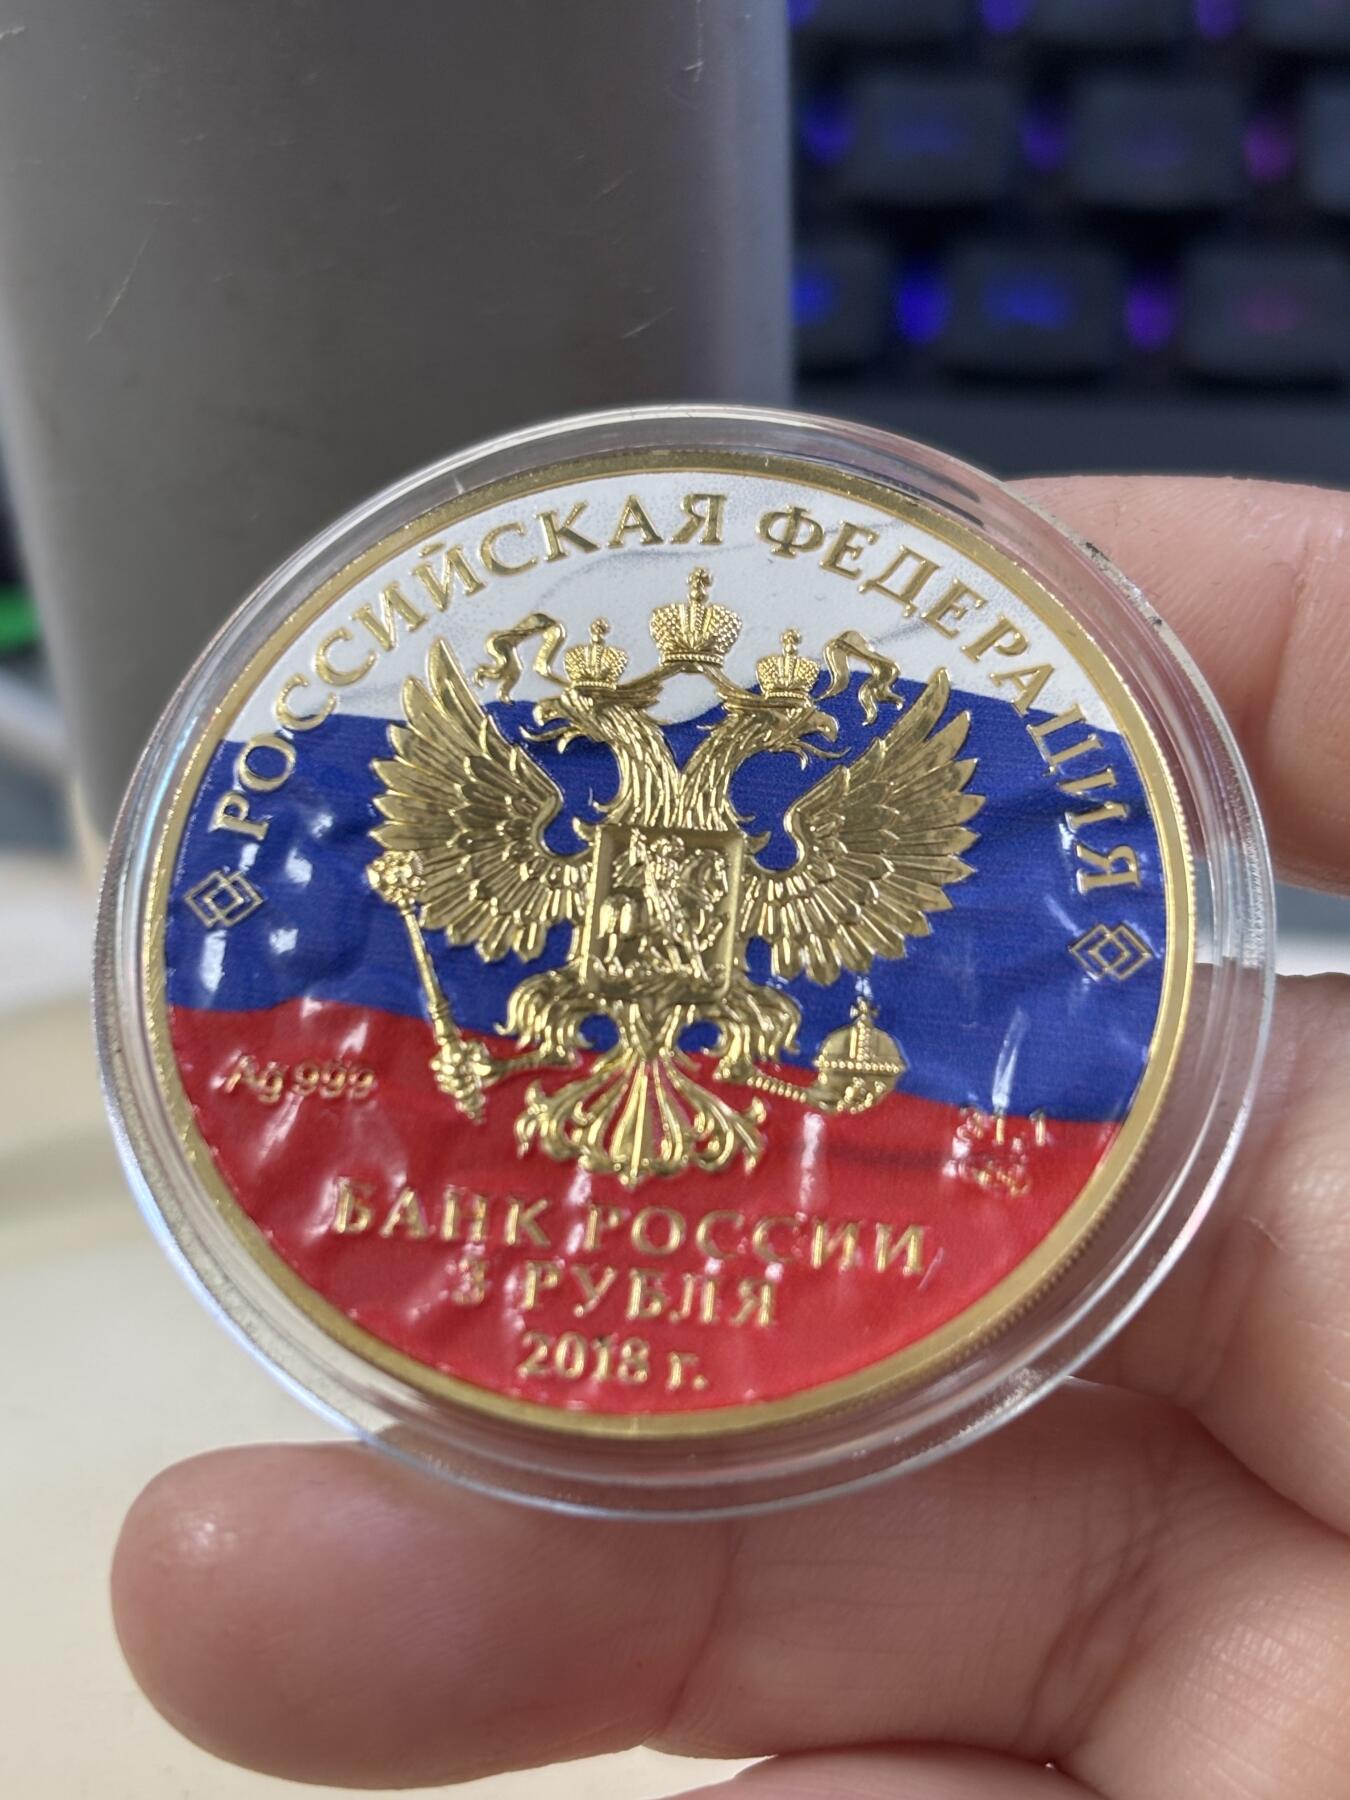 РОССИЙСКАЯ ФЕДЕРАЦИЯ
Ag 999
31,1
БАНК РОССИИ
3 РУБЛЯ
2018 г.